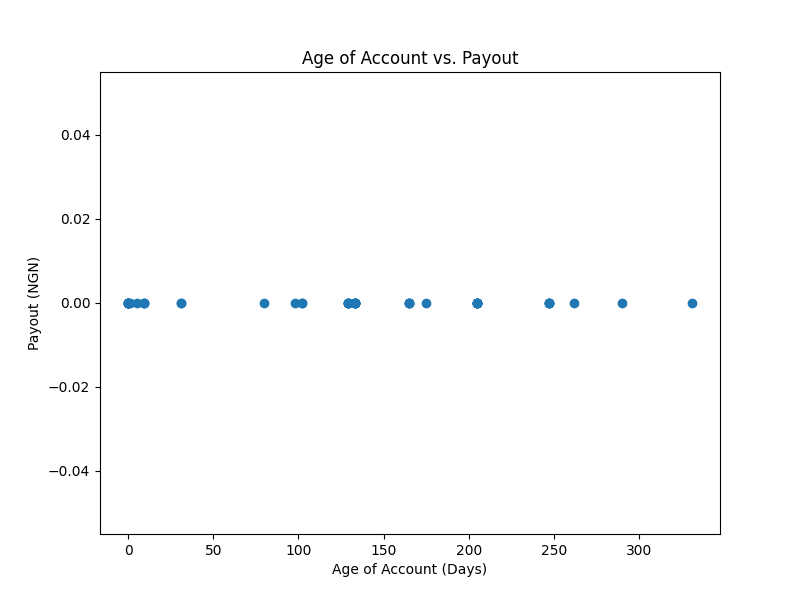 Age of Account vs. Payout
0.04
0.02
0.00
−0.02
−0.04
Payout (NGN)
0 50 100 150 200 250 300
Age of Account (Days)